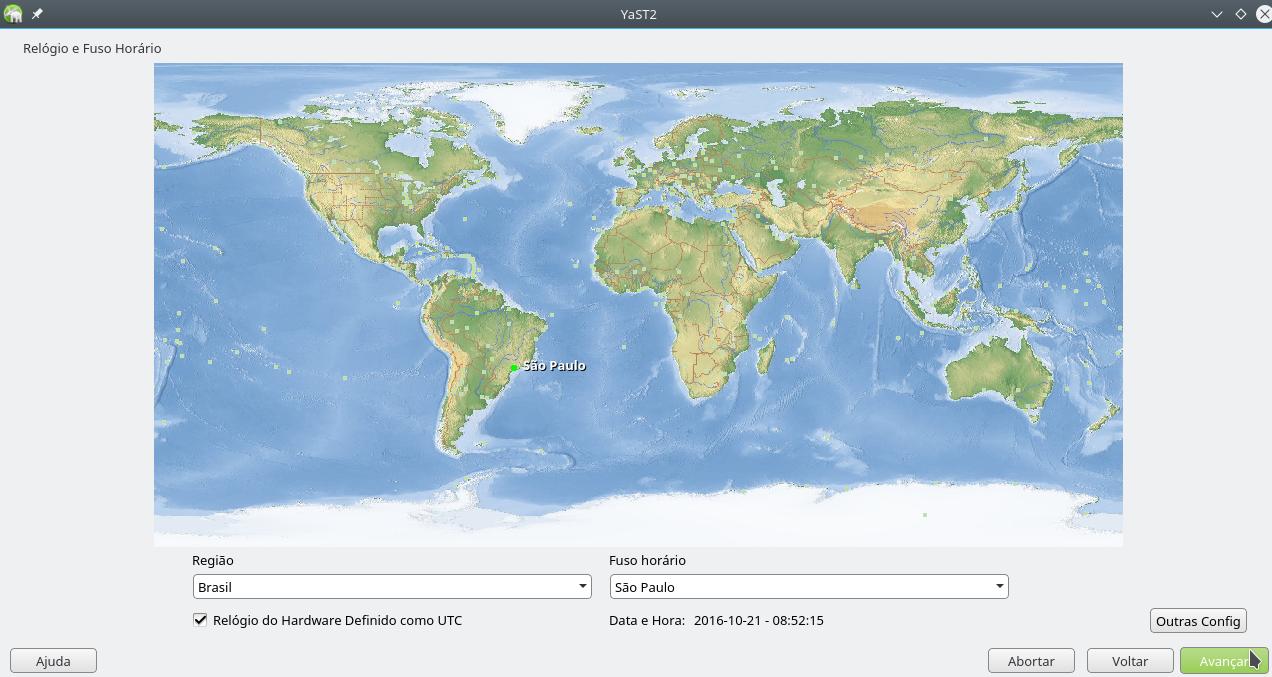 YaST2
Relógio e Fuso Horário
São Paulo
Região
Fuso horário
Brasil
São Paulo
Relógio do Hardware Definido como UTC
Data e Hora: 2016-10-21 - 08:52:15
Outras Config
Ajuda
Abortar
Voltar
Avançar